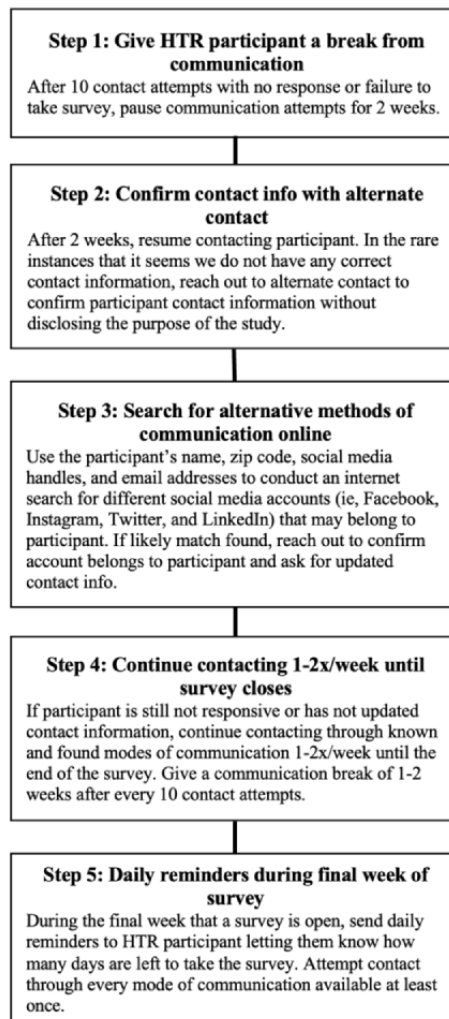 Step 1: Give HTR participant a break from
communication
After 10 contact attempts with no response or failure to
take survey, pause communication attempts for 2 weeks.
Step 2: Confirm contact info with alternate
contact
After 2 weeks, resume contacting participant. In the rare
instances that it seems we do not have any correct
contact information, reach out to alternate contact to
confirm participant contact information without
disclosing the purpose of the study.
Step 3: Search for alternative methods of
communication online
Use the participant's name, zip code, social media
handles, and email addresses to conduct an internet
search for different social media accounts (ie, Facebook,
Instagram, Twitter, and LinkedIn) that may belong to
participant. If likely match found, reach out to confirm
account belongs to participant and ask for updated
contact info.
Step 4: Continue contacting 1-2x/week until
survey closes
If participant is still not responsive or has not updated
contact information, continue contacting through known
and found modes of communication 1-2x/week until the
end of the survey. Give a communication break of 1-2
weeks after every 10 contact attempts.
Step 5: Daily reminders during final week of
survey
During the final week that a survey is open, send daily
reminders to HTR participant letting them know how
many days are left to take the survey. Attempt contact
through every mode of communication available at least
once.